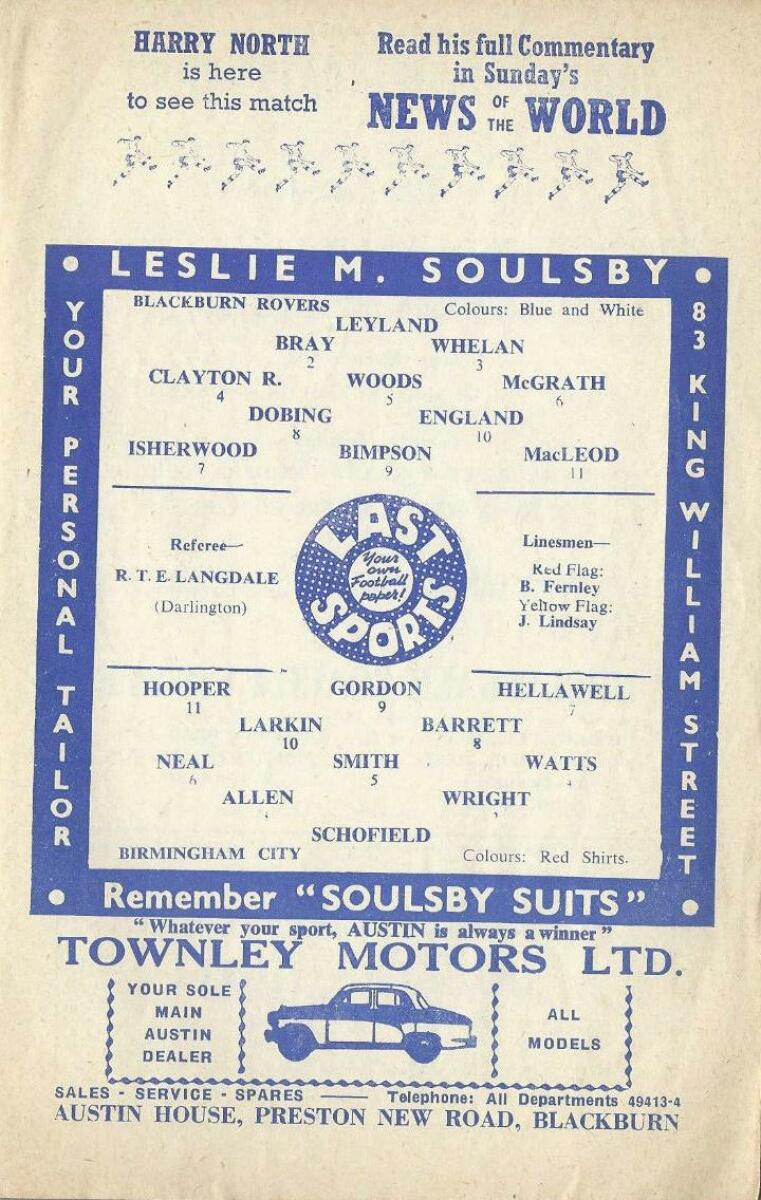 HARRY NORTH
is here
to see this match
Read his full Commentary
in Sunday's
NEWS OF THE WORLD
• LESLIE M. SOULSBY •
YOUR PERSONAL TAILOR
83 KING WILLIAM STREET
BLACKBURN ROVERS Colours: Blue and White
LEYLAND
BRAY WHELAN
2 3
CLAYTON R. WOODS McGRATH
4 5 6
DOBING ENGLAND
8 10
ISHERWOOD BIMPSON MacLEOD
7 9 11
Referee—
R. T. E. LANGDALE
(Darlington)
LAST
Your
own
Football
paper!
SPORTS
Linesmen—
Red Flag:
B. Fernley
Yellow Flag:
J. Lindsay
HOOPER GORDON HELLAWELL
11 9 7
LARKIN BARRETT
10 8
NEAL SMITH WATTS
6 5 4
ALLEN WRIGHT
SCHOFIELD
BIRMINGHAM CITY Colours: Red Shirts.
• Remember "SOULSBY SUITS" •
"Whatever your sport, AUSTIN is always a winner"
TOWNLEY MOTORS LTD.
YOUR SOLE
MAIN
AUSTIN
DEALER
ALL
MODELS
SALES - SERVICE - SPARES —— Telephone: All Departments 49413-4
AUSTIN HOUSE, PRESTON NEW ROAD, BLACKBURN